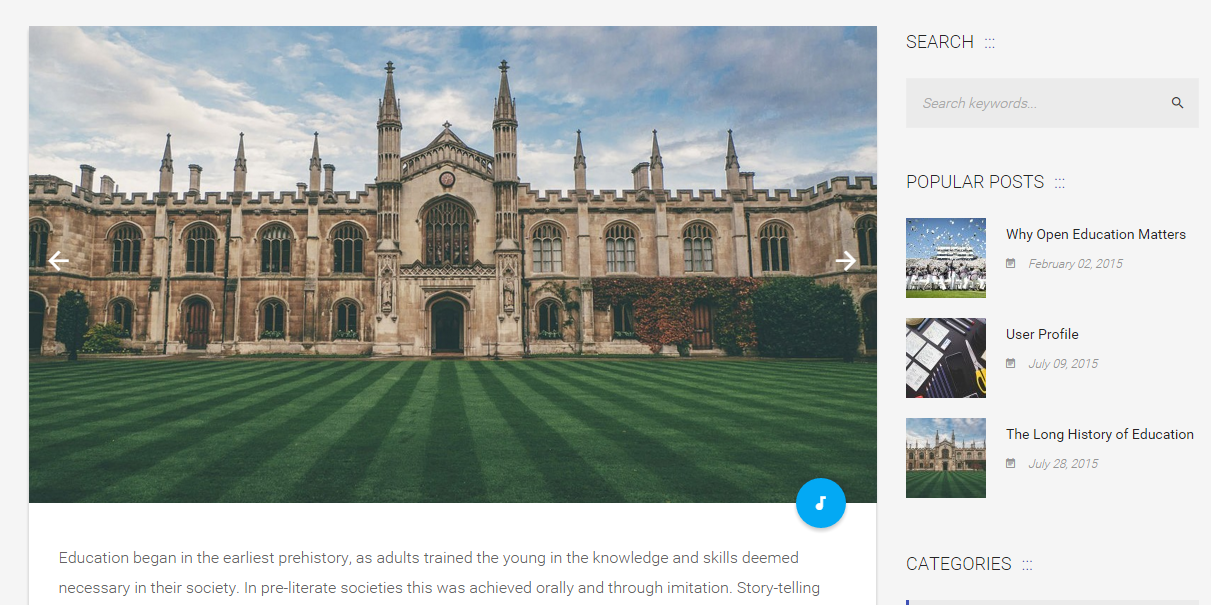 SEARCH :::
Search keywords...
POPULAR POSTS :::
Why Open Education Matters
February 02, 2015
User Profile
July 09, 2015
The Long History of Education
July 28, 2015
CATEGORIES :::
Education began in the earliest prehistory, as adults trained the young in the knowledge and skills deemed
necessary in their society. In pre-literate societies this was achieved orally and through imitation. Story-telling